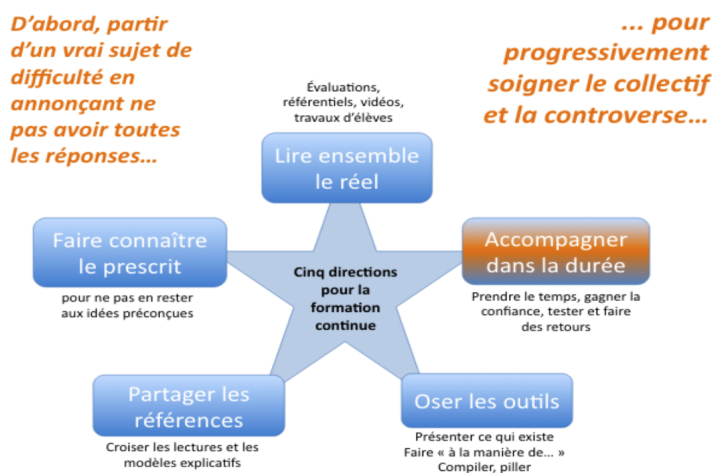 D’abord, partir
d’un vrai sujet de
difficulté en
annonçant ne
pas avoir toutes
les réponses…
... pour
progressivement
soigner le collectif
et la controverse…
Évaluations,
référentiels, vidéos,
travaux d’élèves
Lire ensemble
le réel
Faire connaître
le prescrit
pour ne pas en rester
aux idées préconçues
Cinq directions
pour la
formation
continue
Accompagner
dans la durée
Prendre le temps, gagner la
confiance, tester et faire
des retours
Partager les
références
Croiser les lectures et les
modèles explicatifs
Oser les outils
Présenter ce qui existe
Faire « à la manière de… »
Compiler, piller